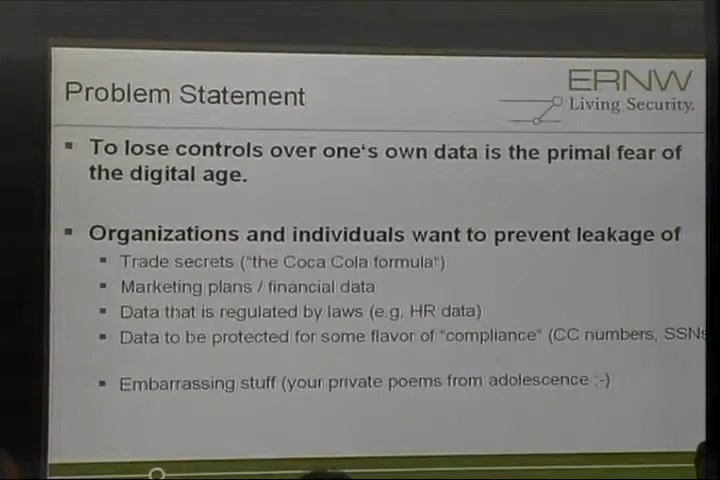 Problem Statement
ERNW
Living Security.
▪ To lose controls over one's own data is the primal fear of
the digital age.
▪ Organizations and individuals want to prevent leakage of
▪ Trade secrets ("the Coca Cola formula")
▪ Marketing plans / financial data
▪ Data that is regulated by laws (e.g. HR data)
▪ Data to be protected for some flavor of "compliance" (CC numbers, SSNs
▪ Embarrassing stuff (your private poems from adolescence ;-)